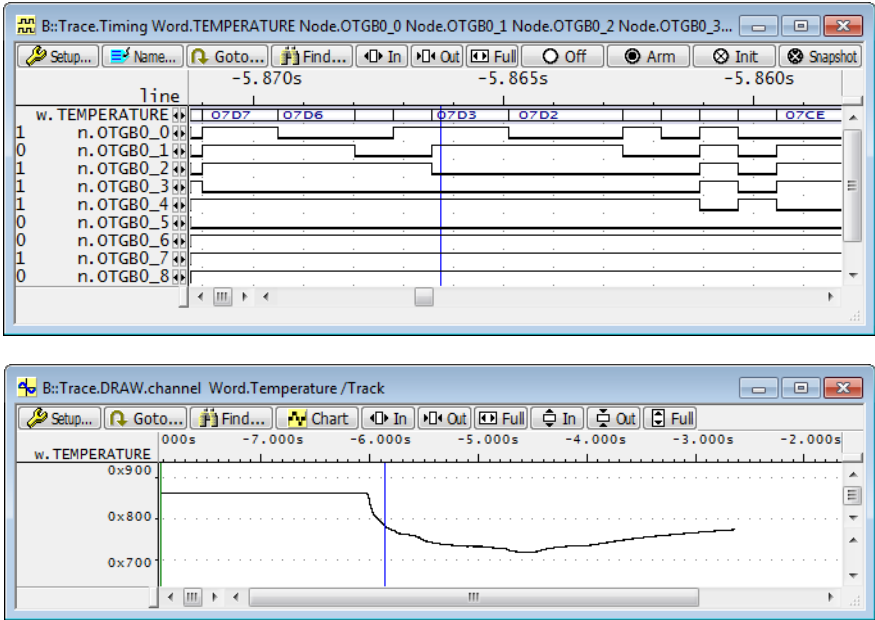 B::Trace.Timing Word.TEMPERATURE Node.OTGB0_0 Node.OTGB0_1 Node.OTGB0_2 Node.OTGB0_3...
Setup... Name... Goto... Find... In Out Full Off Arm Init Snapshot
-5.870s -5.865s -5.860s
line
w.TEMPERATURE 07D7 07D6 07D3 07D2 07CE
1 n.OTGB0_0
0 n.OTGB0_1
1 n.OTGB0_2
1 n.OTGB0_3
1 n.OTGB0_4
0 n.OTGB0_5
0 n.OTGB0_6
1 n.OTGB0_7
0 n.OTGB0_8
B::Trace.DRAW.channel Word.Temperature /Track
Setup... Goto... Find... Chart In Out Full In Out Full
000s -7.000s -6.000s -5.000s -4.000s -3.000s -2.000s
w.TEMPERATURE
0x900
0x800
0x700